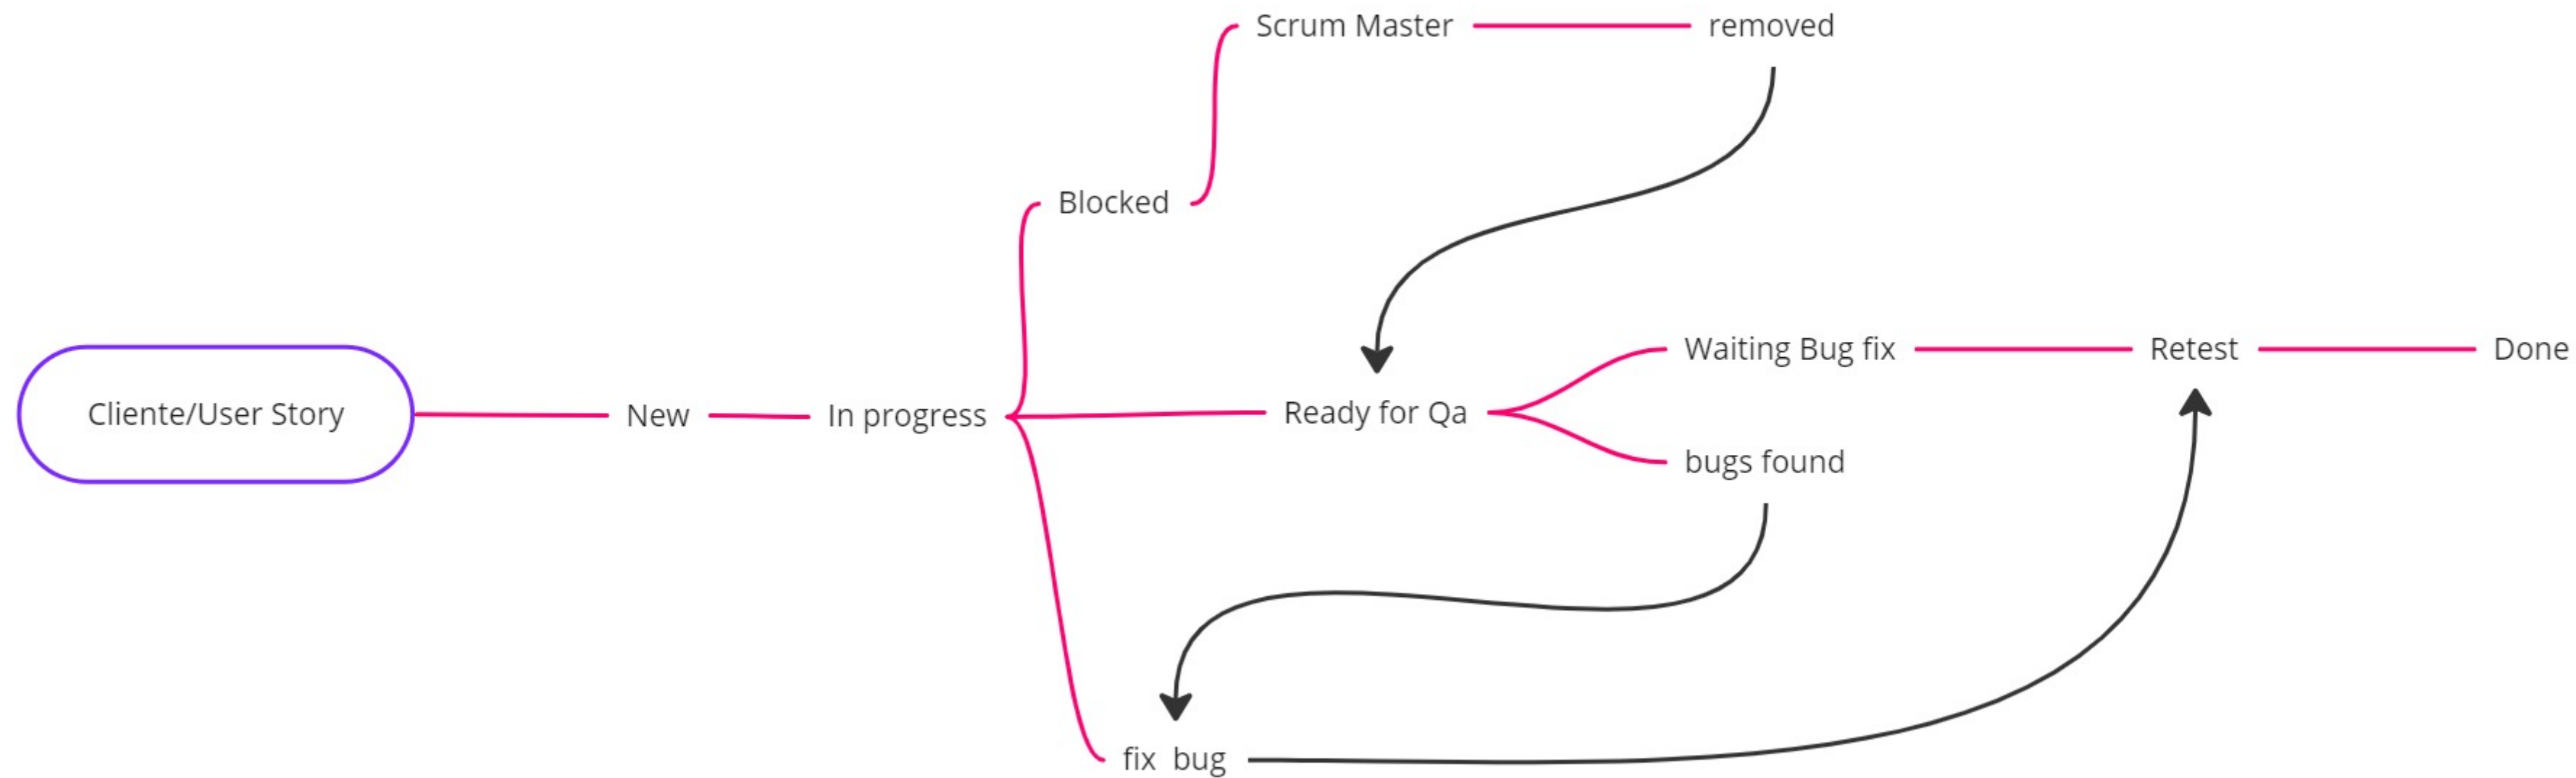 Scrum Master
removed
Blocked
Cliente/User Story
New
In progress
Ready for Qa
Waiting Bug fix
Retest
Done
bugs found
fix bug